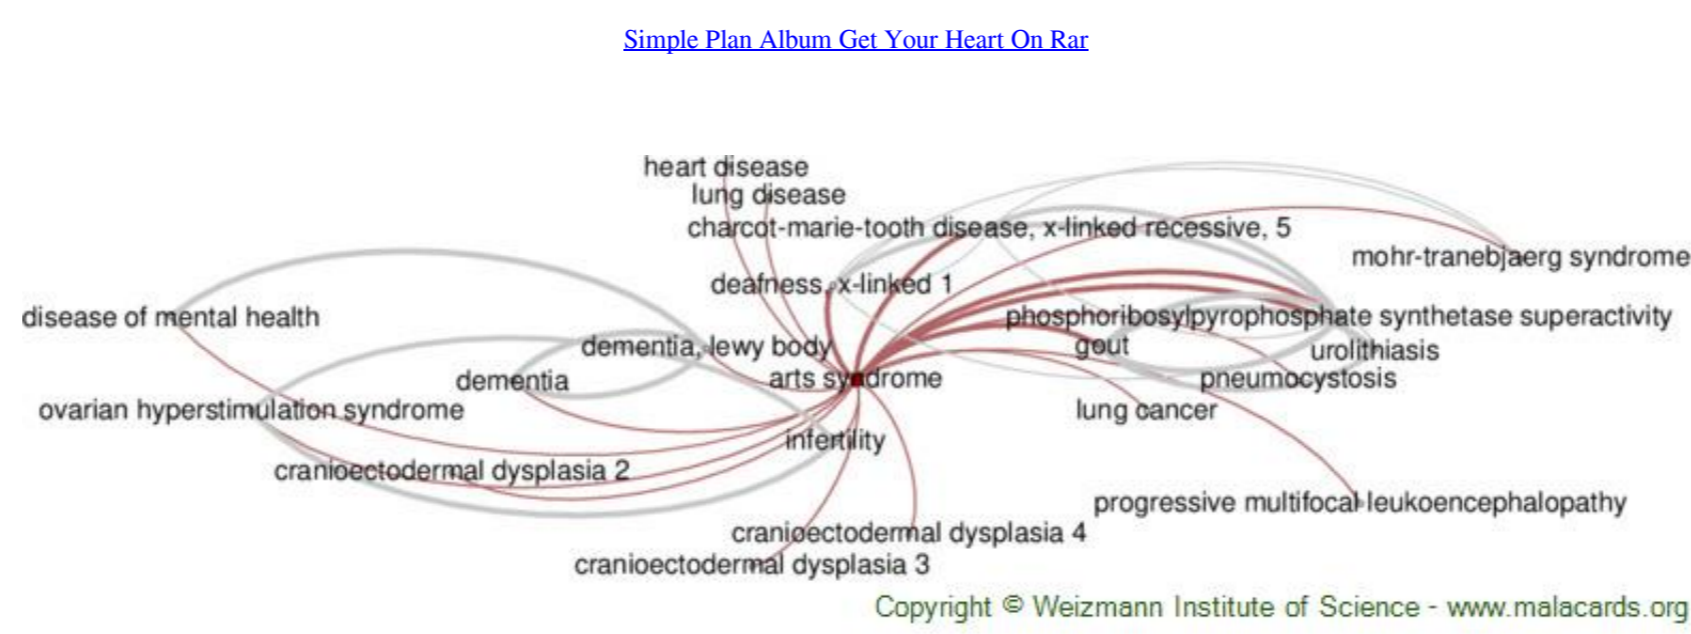 Simple Plan Album Get Your Heart On Rar
heart disease
lung disease
charcot-marie-tooth disease, x-linked recessive, 5
mohr-tranebjaerg syndrome
deafness, x-linked 1
disease of mental health
phosphoribosylpyrophosphate synthetase superactivity
dementia, lewy body
gout
urolithiasis
dementia
arts syndrome
pneumocystosis
ovarian hyperstimulation syndrome
lung cancer
infertility
cranioectodermal dysplasia 2
progressive multifocal leukoencephalopathy
cranioectodermal dysplasia 4
cranioectodermal dysplasia 3
Copyright © Weizmann Institute of Science - www.malacards.org